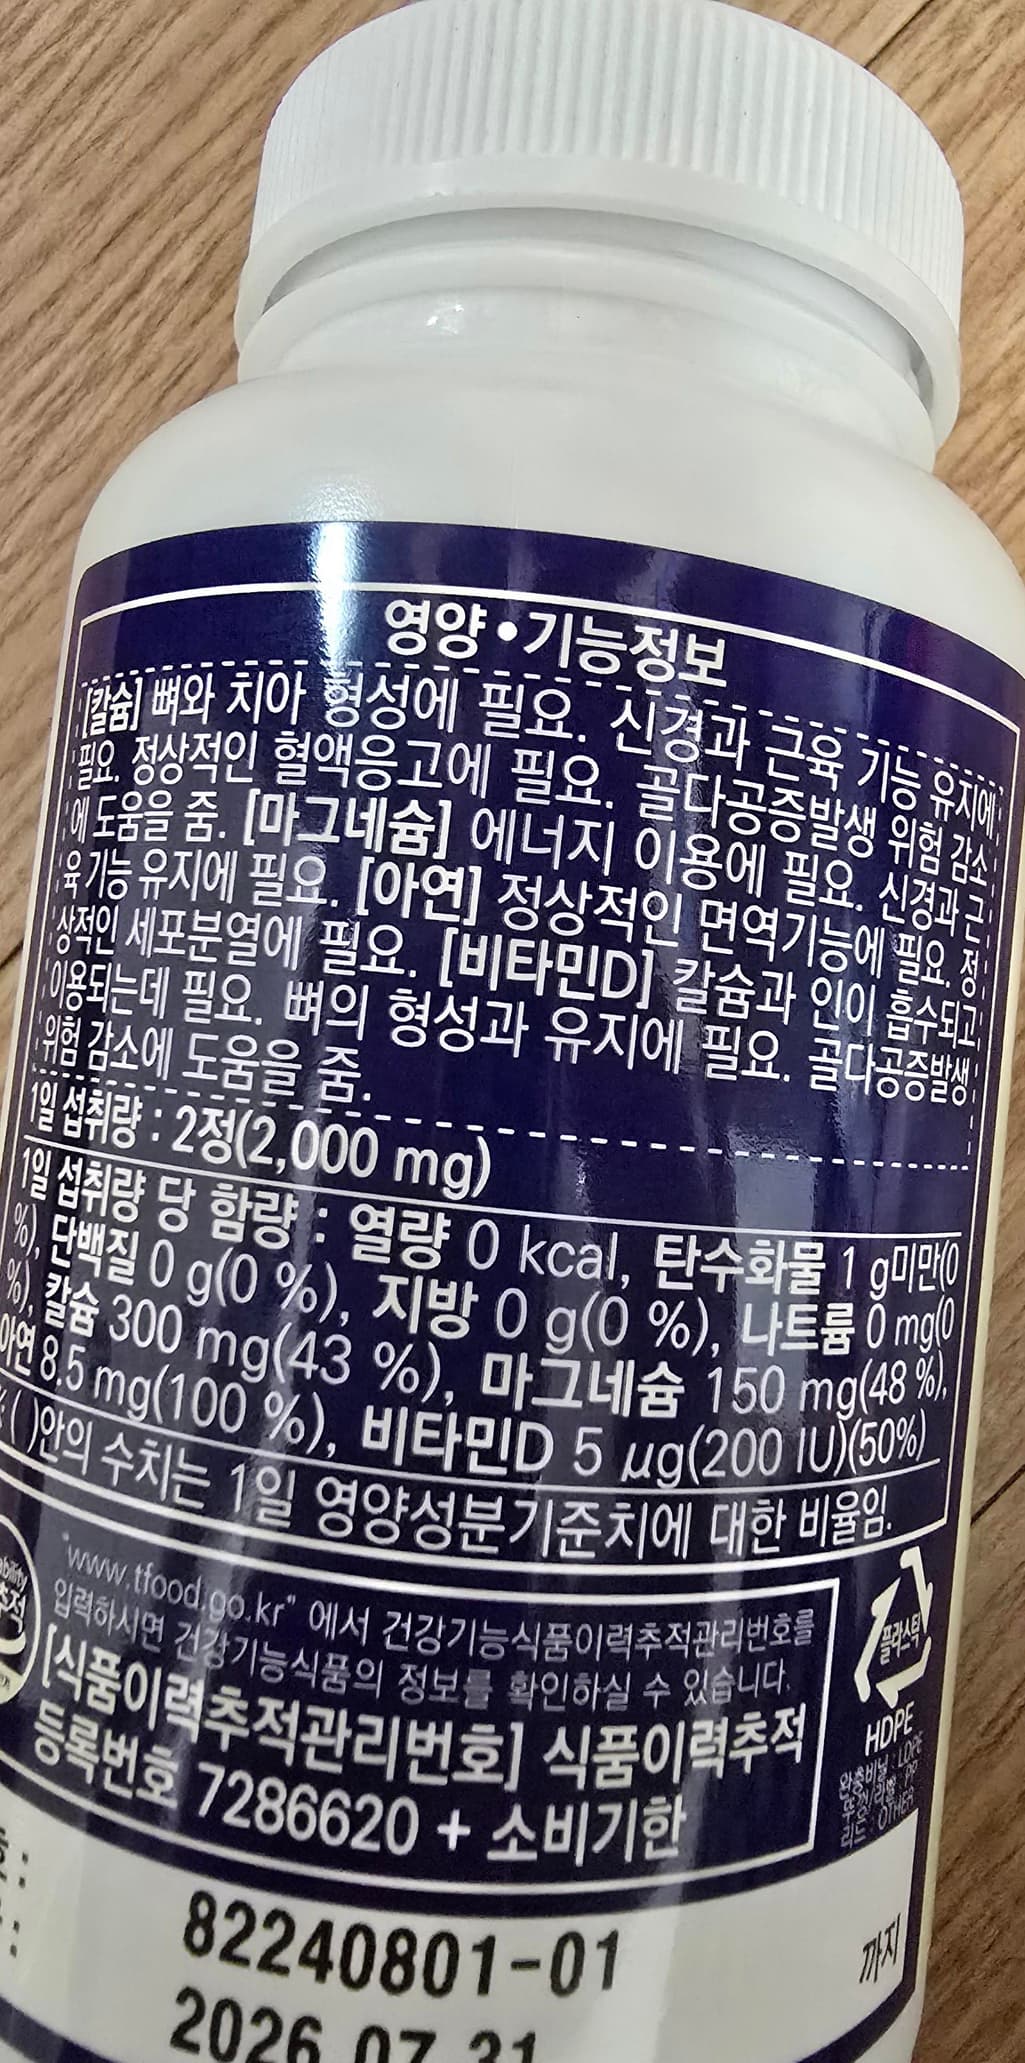 영양•기능정보
[칼슘] 뼈와 치아 형성에 필요. 신경과 근육 기능 유지에
필요. 정상적인 혈액응고에 필요. 골다공증발생 위험 감소
에 도움을 줌. [마그네슘] 에너지 이용에 필요. 신경과 근
육 기능 유지에 필요. [아연] 정상적인 면역기능에 필요. 정
상적인 세포분열에 필요. [비타민D] 칼슘과 인이 흡수되고
이용되는데 필요. 뼈의 형성과 유지에 필요. 골다공증발생
위험 감소에 도움을 줌.
1일 섭취량 : 2정(2,000 mg)
1일 섭취량 당 함량 : 열량 0 kcal, 탄수화물 1 g미만(0
%), 단백질 0 g(0 %), 지방 0 g(0 %), 나트륨 0 mg(0
%), 칼슘 300 mg(43 %), 마그네슘 150 mg(48 %),
아연 8.5 mg(100 %), 비타민D 5 µg(200 IU)(50%)
※( )안의 수치는 1일 영양성분기준치에 대한 비율임.
"www.tfood.go.kr" 에서 건강기능식품이력추적관리번호를
입력하시면 건강기능식품의 정보를 확인하실 수 있습니다.
[식품이력추적관리번호] 식품이력추적
등록번호 7286620 + 소비기한
플라스틱
HDPE
완충비닐 : LDPE
뚜껑/라벨 : PP
리드 : OTHER
82240801-01
2026.07.31
까지